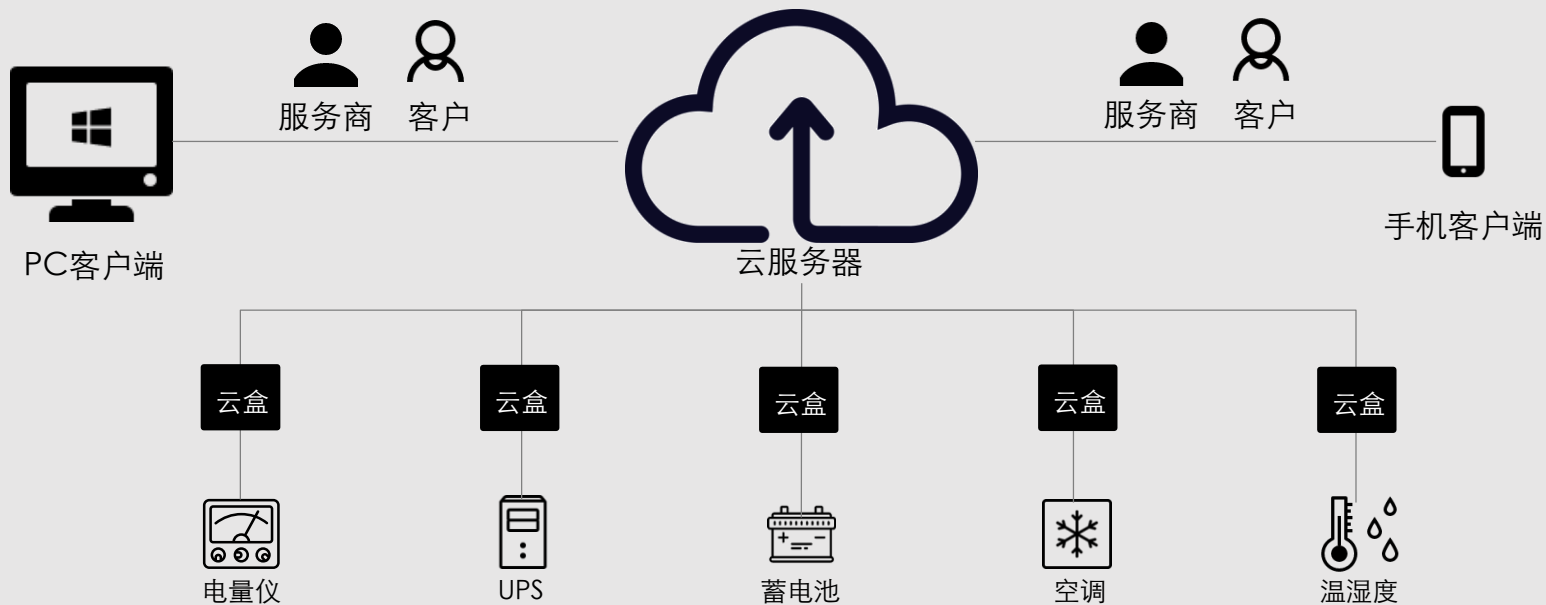 服务商 客户
服务商 客户
PC客户端
云服务器
手机客户端
云盒
云盒
云盒
云盒
云盒
电量仪
UPS
蓄电池
空调
温湿度